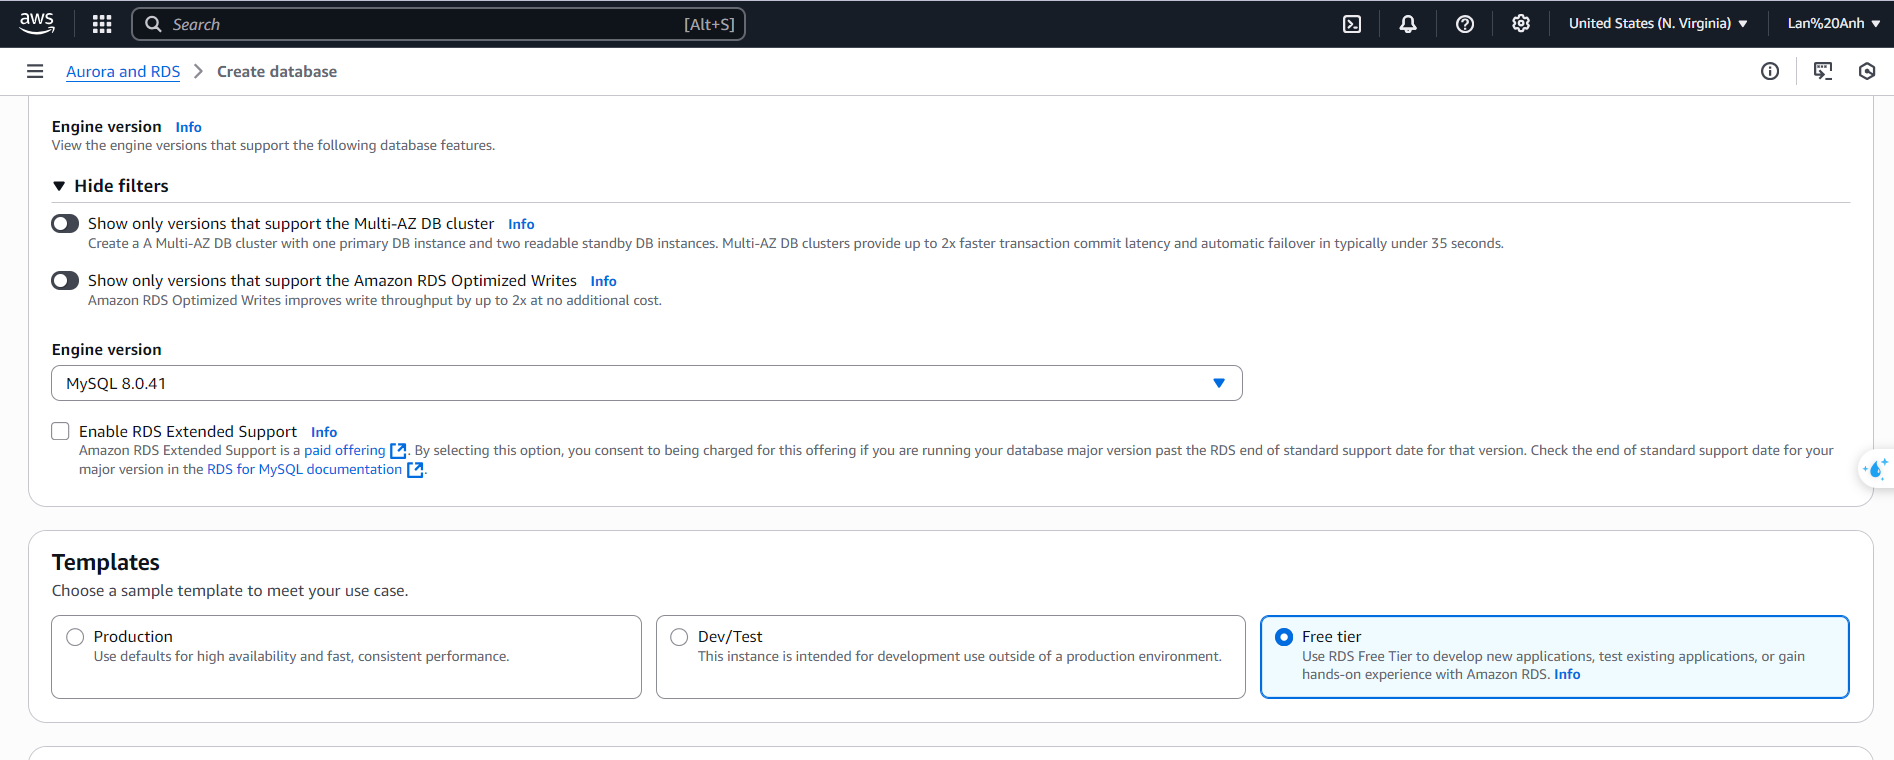 aws
Search [Alt+S]
United States (N. Virginia)
Lan%20Anh
Aurora and RDS
Create database
Engine version Info
View the engine versions that support the following database features.
Hide filters
Show only versions that support the Multi-AZ DB cluster Info
Create a A Multi-AZ DB cluster with one primary DB instance and two readable standby DB instances. Multi-AZ DB clusters provide up to 2x faster transaction commit latency and automatic failover in typically under 35 seconds.
Show only versions that support the Amazon RDS Optimized Writes Info
Amazon RDS Optimized Writes improves write throughput by up to 2x at no additional cost.
Engine version
MySQL 8.0.41
Enable RDS Extended Support Info
Amazon RDS Extended Support is a paid offering. By selecting this option, you consent to being charged for this offering if you are running your database major version past the RDS end of standard support date for that version. Check the end of standard support date for your
major version in the RDS for MySQL documentation.
Templates
Choose a sample template to meet your use case.
Production
Use defaults for high availability and fast, consistent performance.
Dev/Test
This instance is intended for development use outside of a production environment.
Free tier
Use RDS Free Tier to develop new applications, test existing applications, or gain
hands-on experience with Amazon RDS. Info